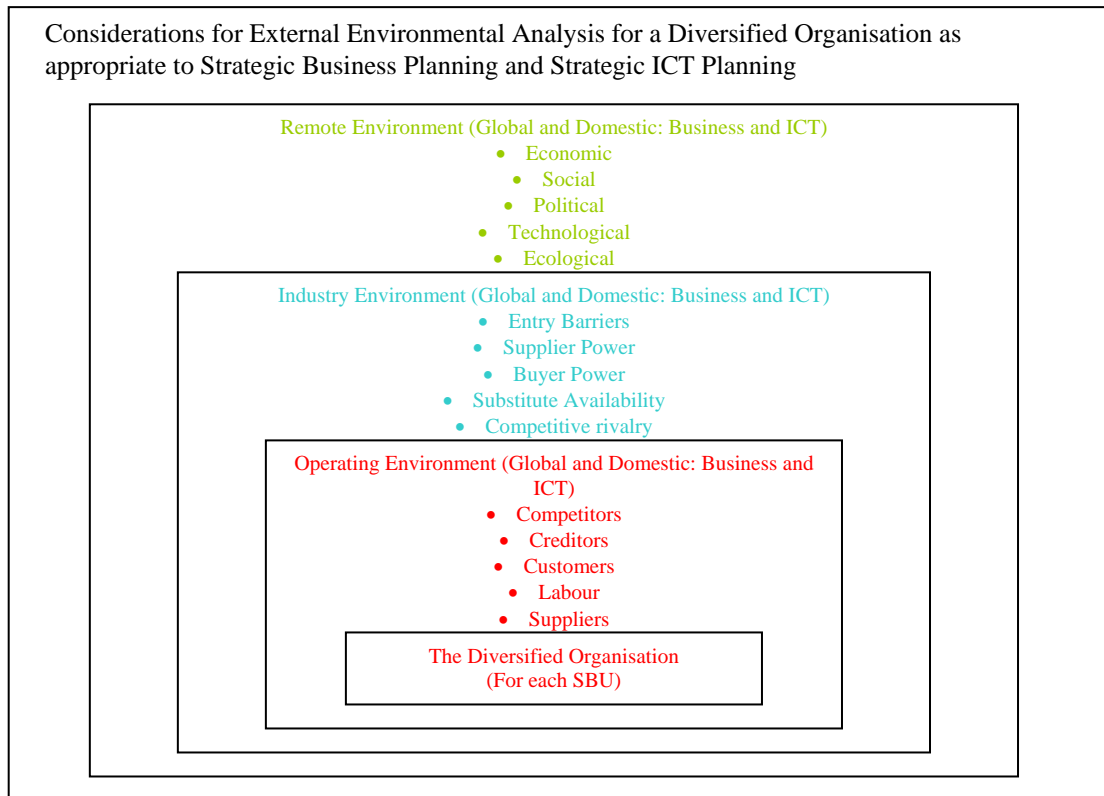 Considerations for External Environmental Analysis for a Diversified Organisation as
appropriate to Strategic Business Planning and Strategic ICT Planning
Remote Environment (Global and Domestic: Business and ICT)
• Economic
• Social
• Political
• Technological
• Ecological
Industry Environment (Global and Domestic: Business and ICT)
• Entry Barriers
• Supplier Power
• Buyer Power
• Substitute Availability
• Competitive rivalry
Operating Environment (Global and Domestic: Business and
ICT)
• Competitors
• Creditors
• Customers
• Labour
• Suppliers
The Diversified Organisation
(For each SBU)